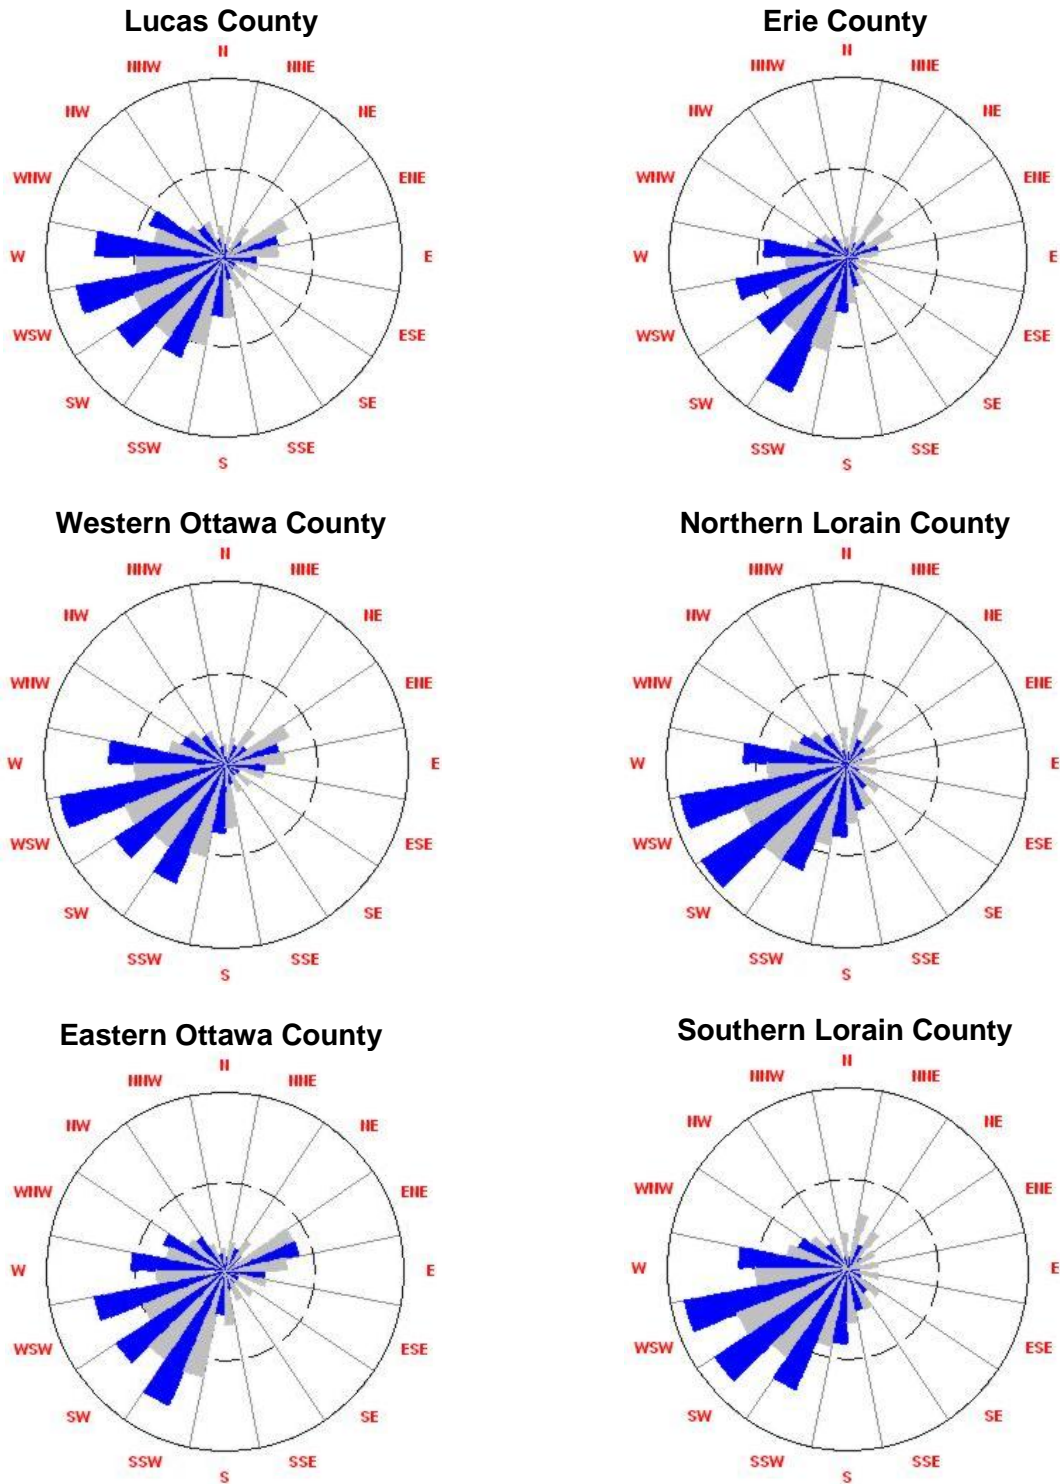 Lucas County
N
NNW
NNE
NW
NE
WNW
ENE
W
E
WSW
ESE
SW
SE
SSW
SSE
S
Erie County
N
NNW
NNE
NW
NE
WNW
ENE
W
E
WSW
ESE
SW
SE
SSW
SSE
S
Western Ottawa County
N
NNW
NNE
NW
NE
WNW
ENE
W
E
WSW
ESE
SW
SE
SSW
SSE
S
Northern Lorain County
N
NNW
NNE
NW
NE
WNW
ENE
W
E
WSW
ESE
SW
SE
SSW
SSE
S
Eastern Ottawa County
N
NNW
NNE
NW
NE
WNW
ENE
W
E
WSW
ESE
SW
SE
SSW
SSE
S
Southern Lorain County
N
NNW
NNE
NW
NE
WNW
ENE
W
E
WSW
ESE
SW
SE
SSW
SSE
S